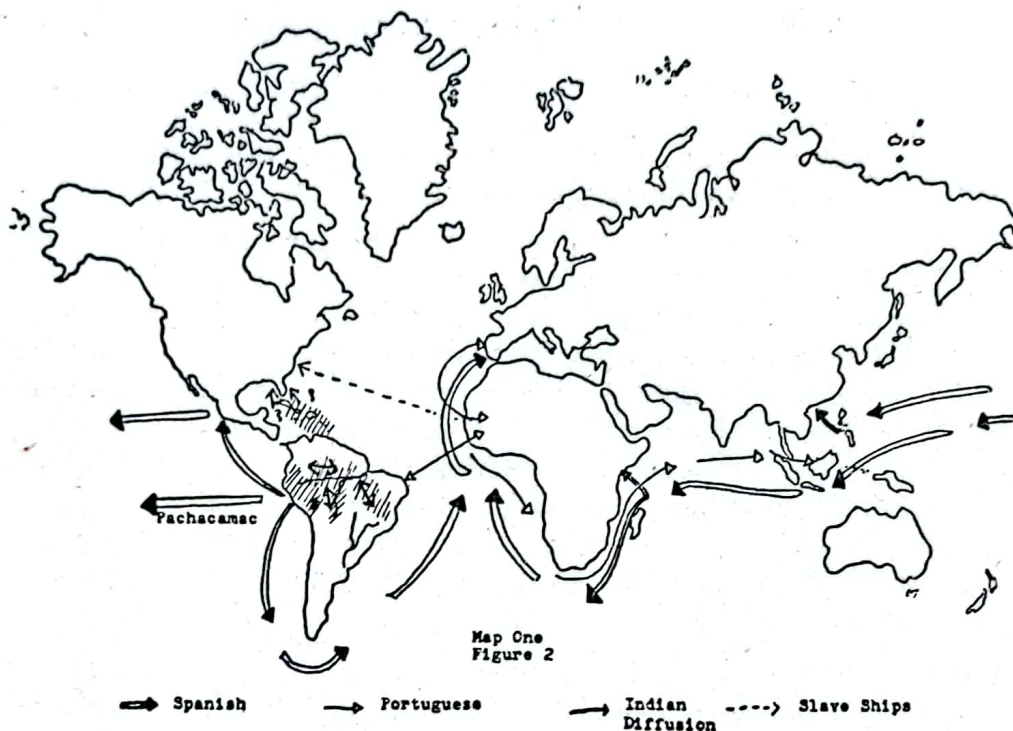 Pachacamac
Map One
Figure 2
Spanish
Portuguese
Indian
Diffusion
Slave Ships